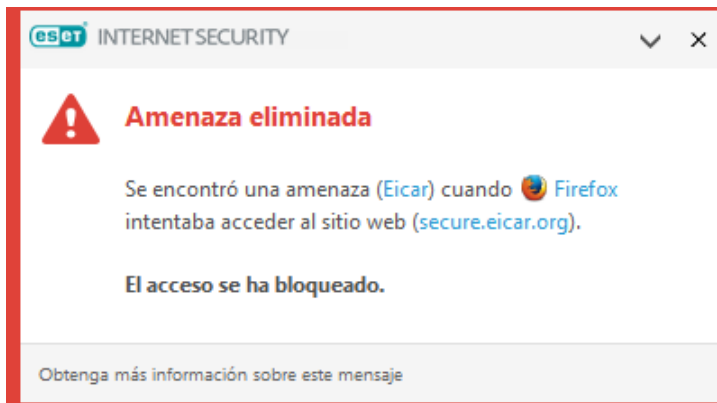 eset INTERNET SECURITY
Amenaza eliminada
Se encontró una amenaza (Eicar) cuando Firefox
intentaba acceder al sitio web (secure.eicar.org).
El acceso se ha bloqueado.
Obtenga más información sobre este mensaje